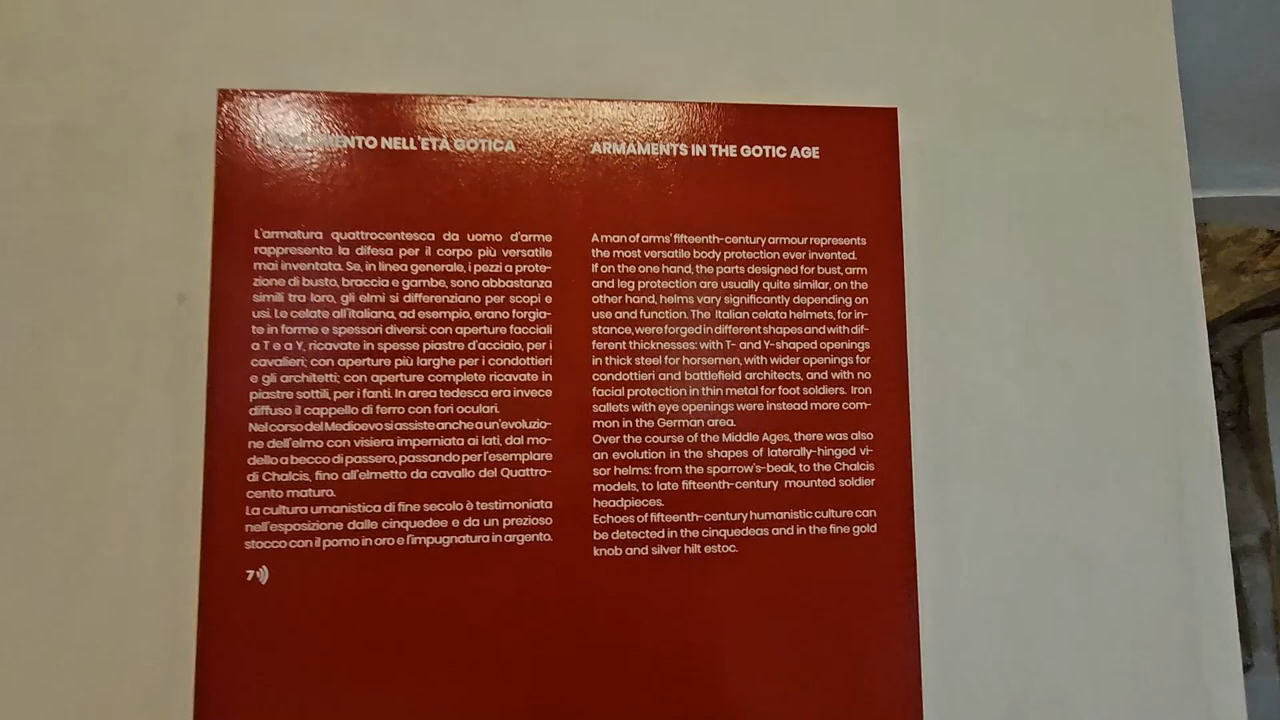 NELL'ETÀ GOTICA
L'armatura quattrocentesca da uomo d'arme
rappresenta la difesa per il corpo più versatile
mai inventata. Se, in linea generale, i pezzi a prote-
zione di busto, braccia e gambe, sono abbastanza
simili tra loro, gli elmi si differenziano per scopi e
usi. Le celate all'italiana, ad esempio, erano forgia-
te in forme e spessori diversi: con aperture facciali
a T e a Y, ricavate in spesse piastre d'acciaio, per i
cavalieri; con aperture più larghe per i condottieri
e gli architetti; con aperture complete ricavate in
piastre sottili, per i fanti. In area tedesca era invece
diffuso il cappello di ferro con fori oculari.
Nel corso del Medioevo si assiste anche a un'evoluzio-
ne dell'elmo con visiera imperniata ai lati, dal mo-
dello a becco di passero, passando per l'esemplare
di Chalcis, fino all'elmetto da cavallo del Quattro-
cento maturo.
La cultura umanistica di fine secolo è testimoniata
nell'esposizione dalle cinquedee e da un prezioso
stocco con il pomo in oro e l'impugnatura in argento.
7
ARMAMENTS IN THE GOTIC AGE
A man of arms' fifteenth-century armour represents
the most versatile body protection ever invented.
If on the one hand, the parts designed for bust, arm
and leg protection are usually quite similar, on the
other hand, helms vary significantly depending on
use and function. The Italian celata helmets, for in-
stance, were forged in different shapes and with dif-
ferent thicknesses: with T- and Y-shaped openings
in thick steel for horsemen, with wider openings for
condottieri and battlefield architects, and with no
facial protection in thin metal for foot soldiers. Iron
sallets with eye openings were instead more com-
mon in the German area.
Over the course of the Middle Ages, there was also
an evolution in the shapes of laterally-hinged vi-
sor helms: from the sparrow's-beak, to the Chalcis
models, to late fifteenth-century mounted soldier
headpieces.
Echoes of fifteenth-century humanistic culture can
be detected in the cinquedeas and in the fine gold
knob and silver hilt estoc.